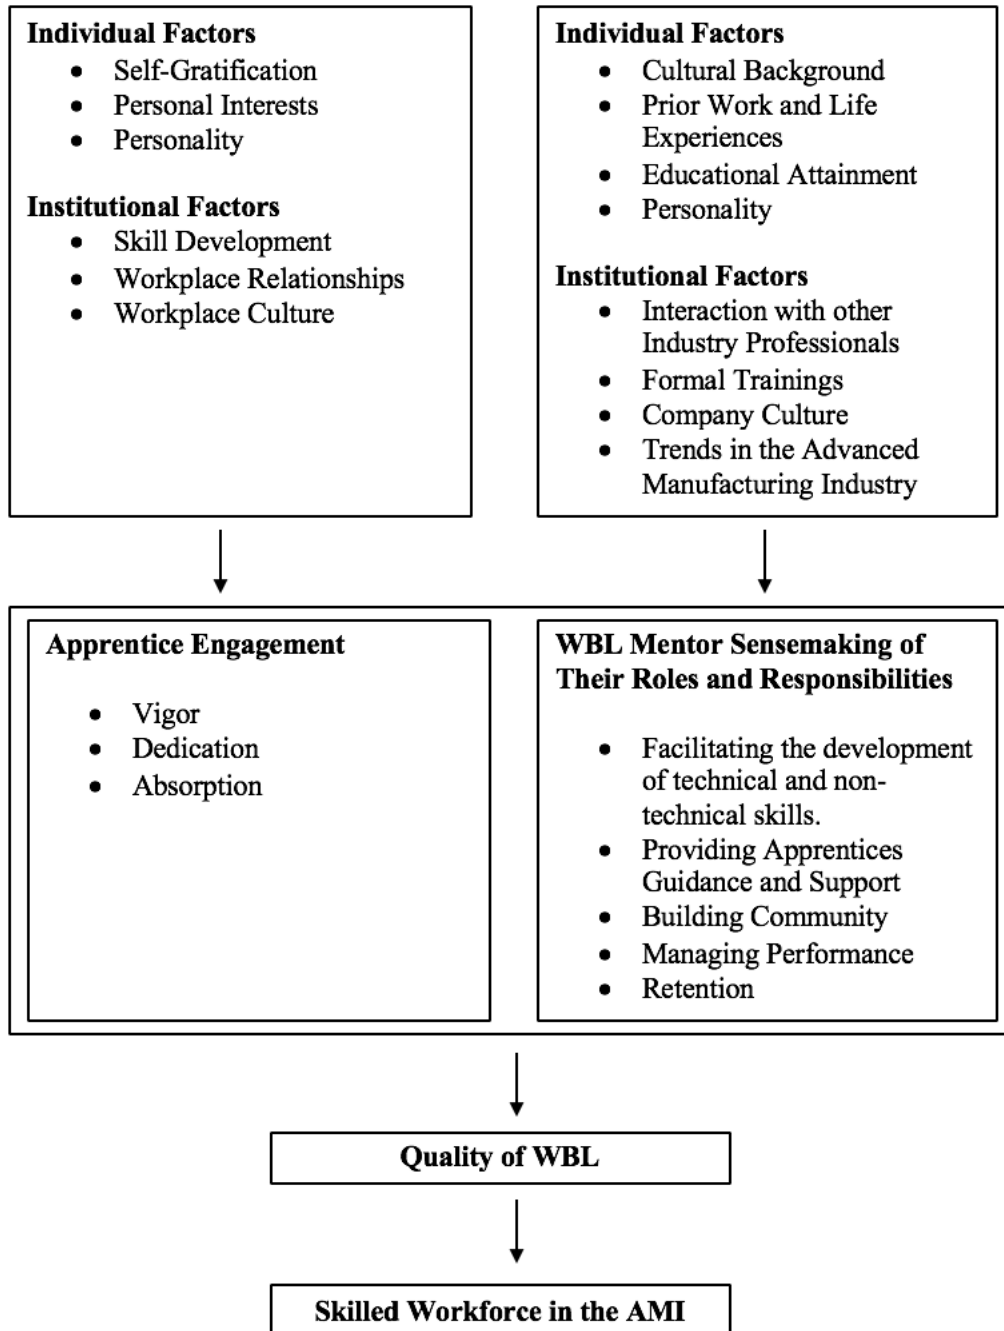 Individual Factors
• Self-Gratification
• Personal Interests
• Personality
Institutional Factors
• Skill Development
• Workplace Relationships
• Workplace Culture
Individual Factors
• Cultural Background
• Prior Work and Life
Experiences
• Educational Attainment
• Personality
Institutional Factors
• Interaction with other
Industry Professionals
• Formal Trainings
• Company Culture
• Trends in the Advanced
Manufacturing Industry
Apprentice Engagement
• Vigor
• Dedication
• Absorption
WBL Mentor Sensemaking of
Their Roles and Responsibilities
• Facilitating the development
of technical and non-
technical skills.
• Providing Apprentices
Guidance and Support
• Building Community
• Managing Performance
• Retention
Quality of WBL
Skilled Workforce in the AMI